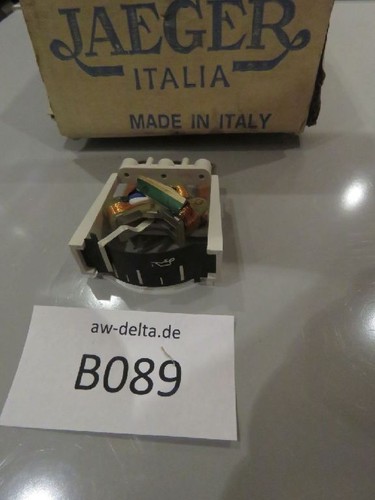 JAEGER
ITALIA
MADE IN ITALY
aw-delta.de
B089